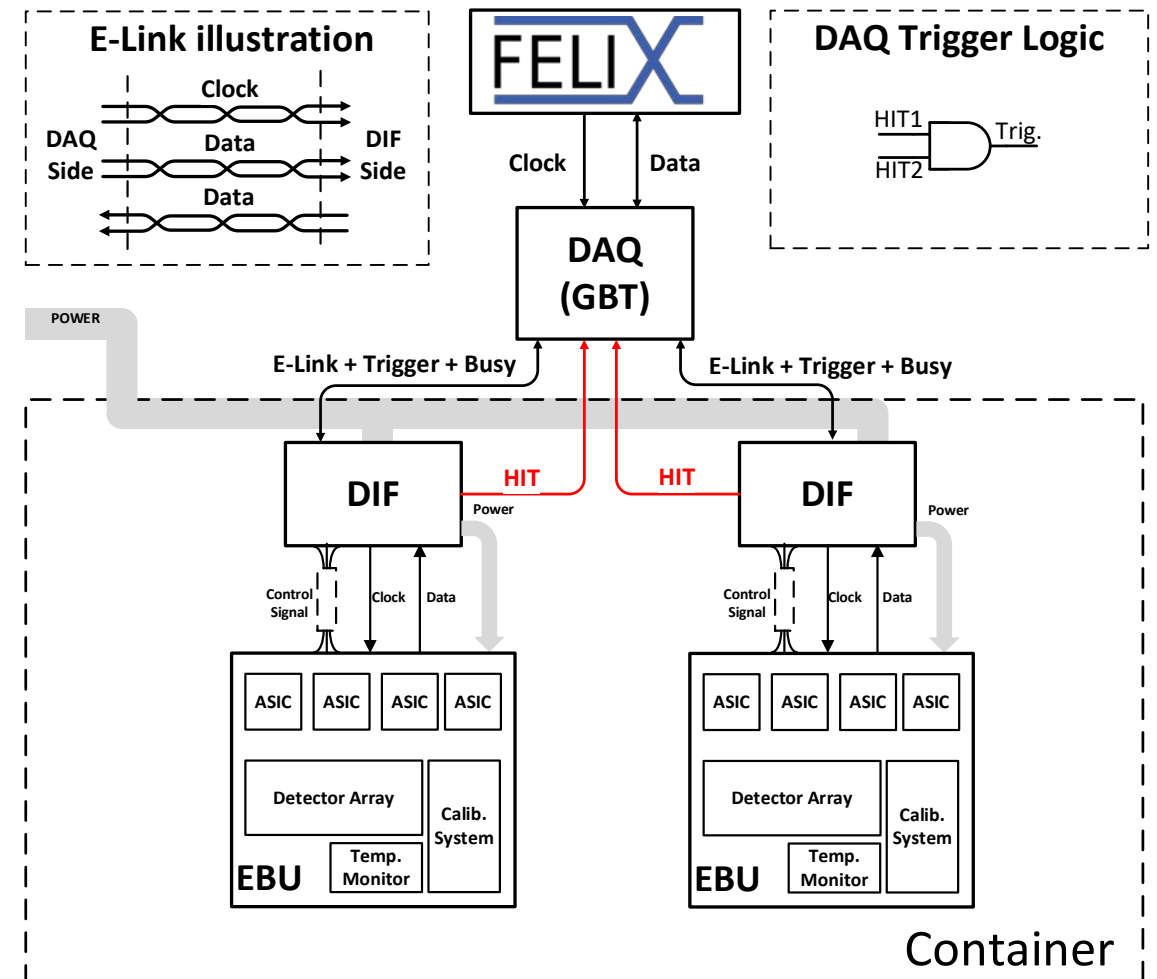 E-Link illustration
Clock
DAQ
Side
Data
DIF
Side
Data
FELIX
Clock
Data
DAQ Trigger Logic
HIT1
HIT2
Trig.
DAQ
(GBT)
POWER
E-Link + Trigger + Busy
E-Link + Trigger + Busy
DIF
HIT
HIT
DIF
Power
Power
Control
Signal
Clock
Data
Control
Signal
Clock
Data
ASIC
ASIC
ASIC
ASIC
Detector Array
Calib.
System
Temp.
Monitor
EBU
ASIC
ASIC
ASIC
ASIC
Detector Array
Calib.
System
Temp.
Monitor
EBU
Container